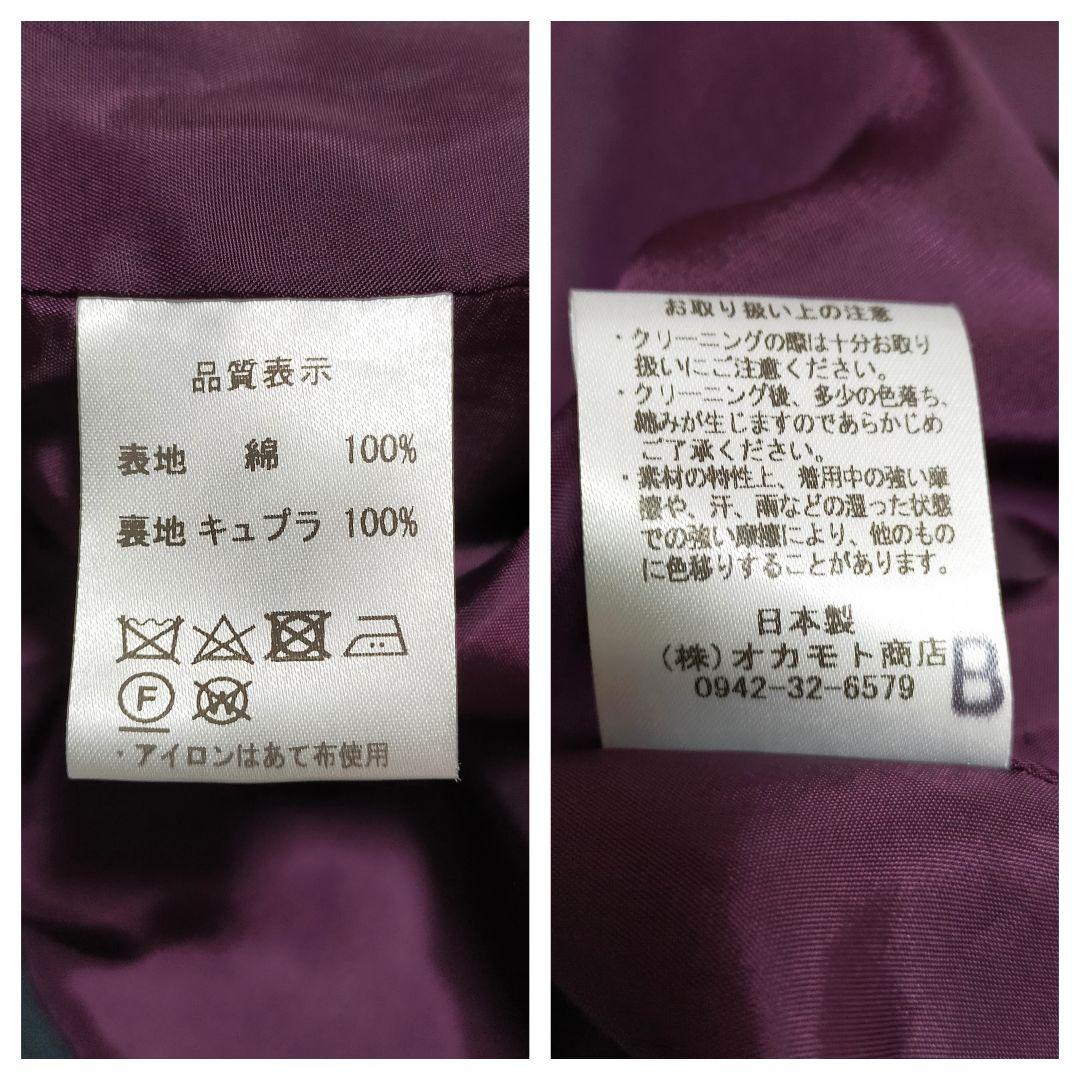 品質表示
表地 綿 100%
裏地 キュプラ 100%
F
W
・アイロンはあて布使用
お取り扱い上の注意
・クリーニングの際は十分お取り
扱いにご注意ください。
・クリーニング後、多少の色落ち、
縮みが生じますのであらかじめ
ご了承ください。
・素材の特性上、着用中の強い摩
擦や、汗、雨などの湿った状態
での強い摩擦により、他のもの
に色移りすることがあります。
日本製
(株)オカモト商店
0942-32-6579
B